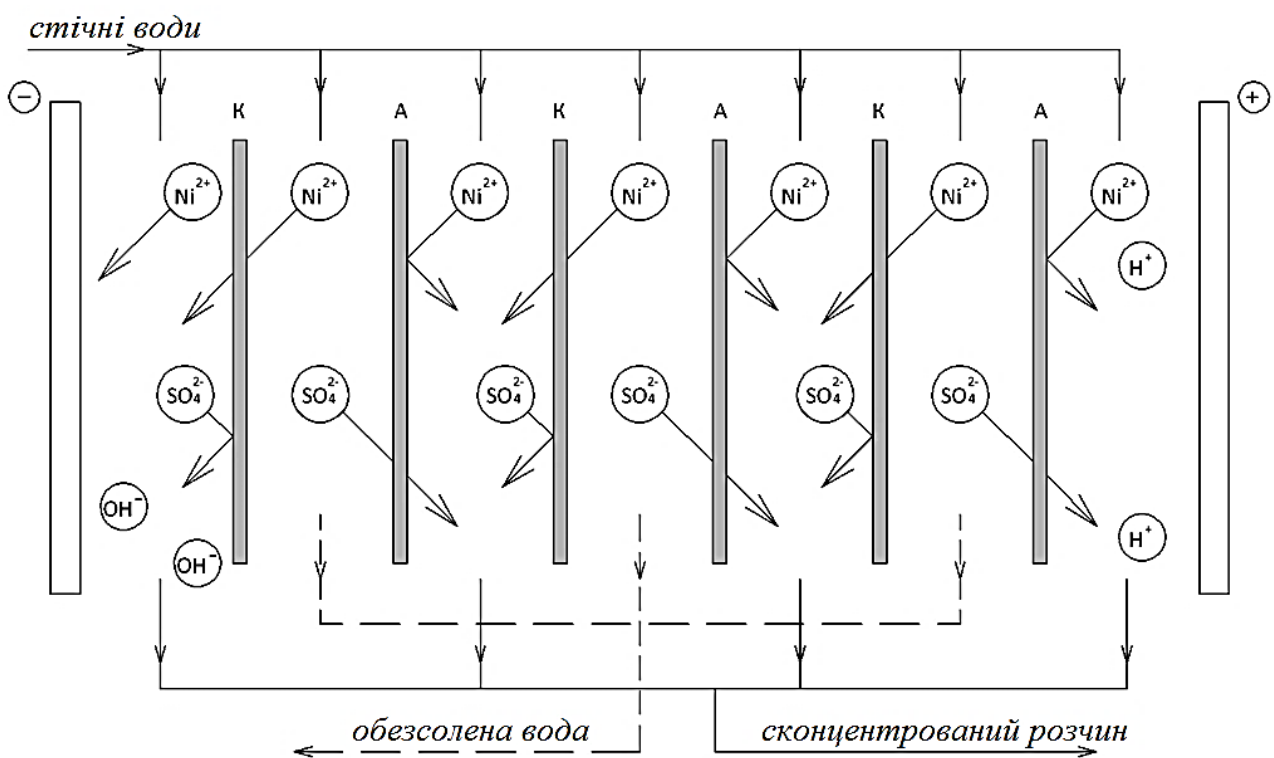 стічні води
− +
К А К А К А
Ni²⁺ Ni²⁺ Ni²⁺ Ni²⁺ Ni²⁺ Ni²⁺ Ni²⁺
H⁺
SO₄²⁻ SO₄²⁻ SO₄²⁻ SO₄²⁻ SO₄²⁻ SO₄²⁻
OH⁻
H⁺
OH⁻
обезсолена вода сконцентрований розчин